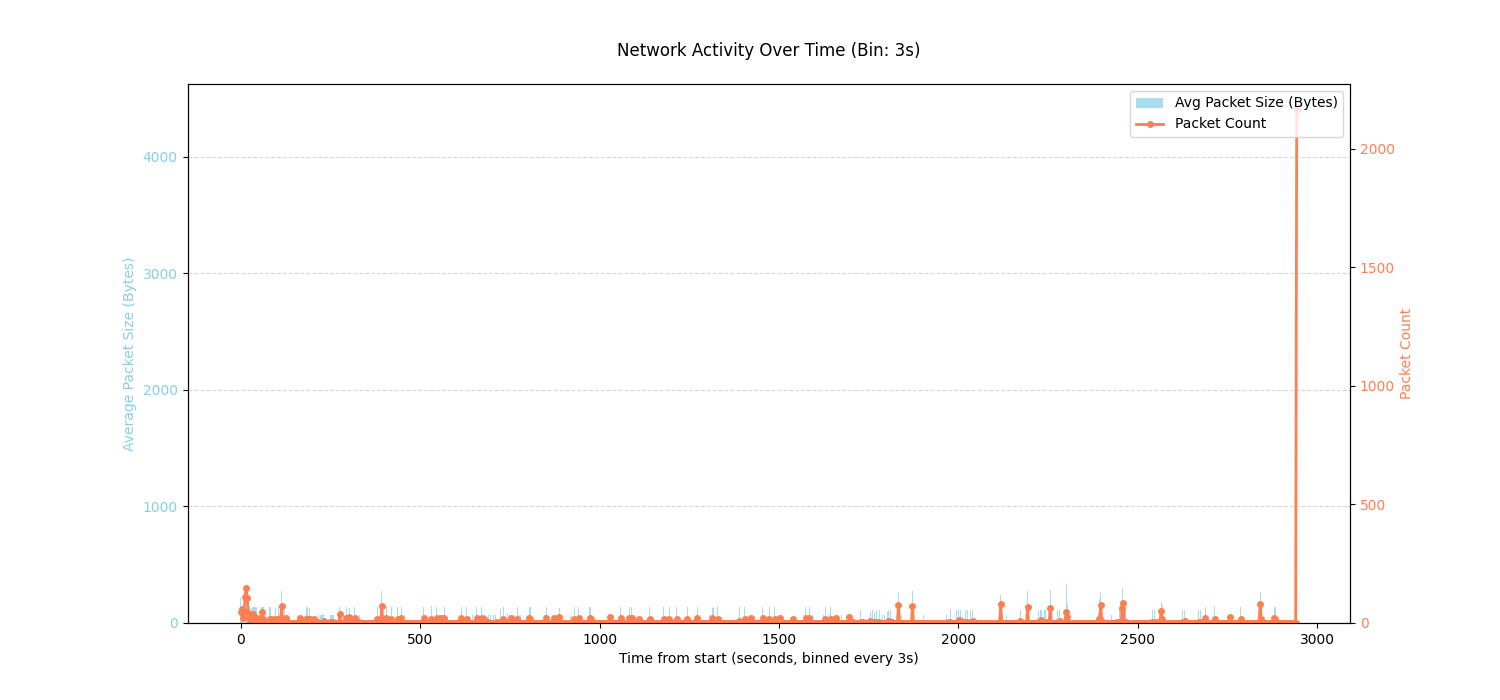 Network Activity Over Time (Bin: 3s)
Avg Packet Size (Bytes)
Packet Count
4000
3000
2000
1000
0
Average Packet Size (Bytes)
2000
1500
1000
500
0
Packet Count
0
500
1000
1500
2000
2500
3000
Time from start (seconds, binned every 3s)